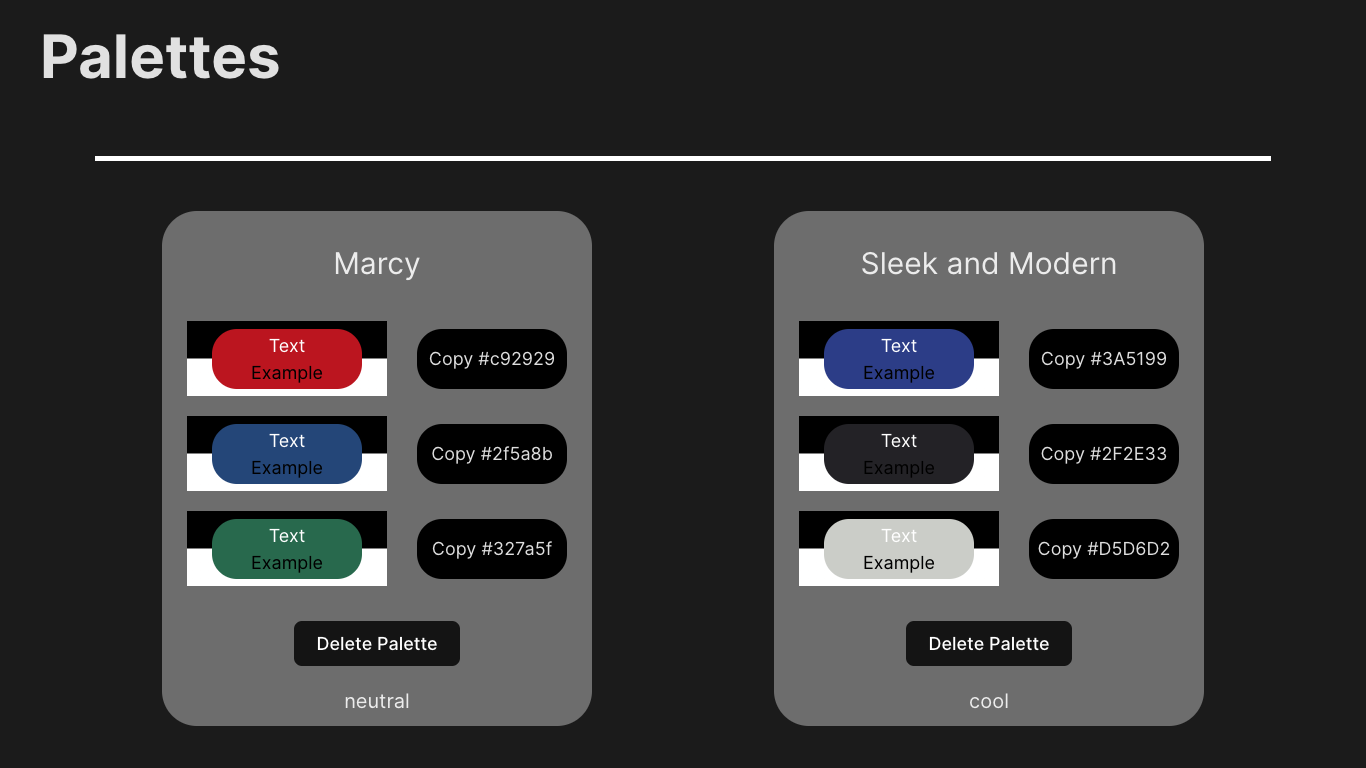 Palettes
Marcy
Text
Example
Copy #c92929
Text
Example
Copy #2f5a8b
Text
Example
Copy #327a5f
Delete Palette
neutral
Sleek and Modern
Text
Example
Copy #3A5199
Text
Example
Copy #2F2E33
Text
Example
Copy #D5D6D2
Delete Palette
cool